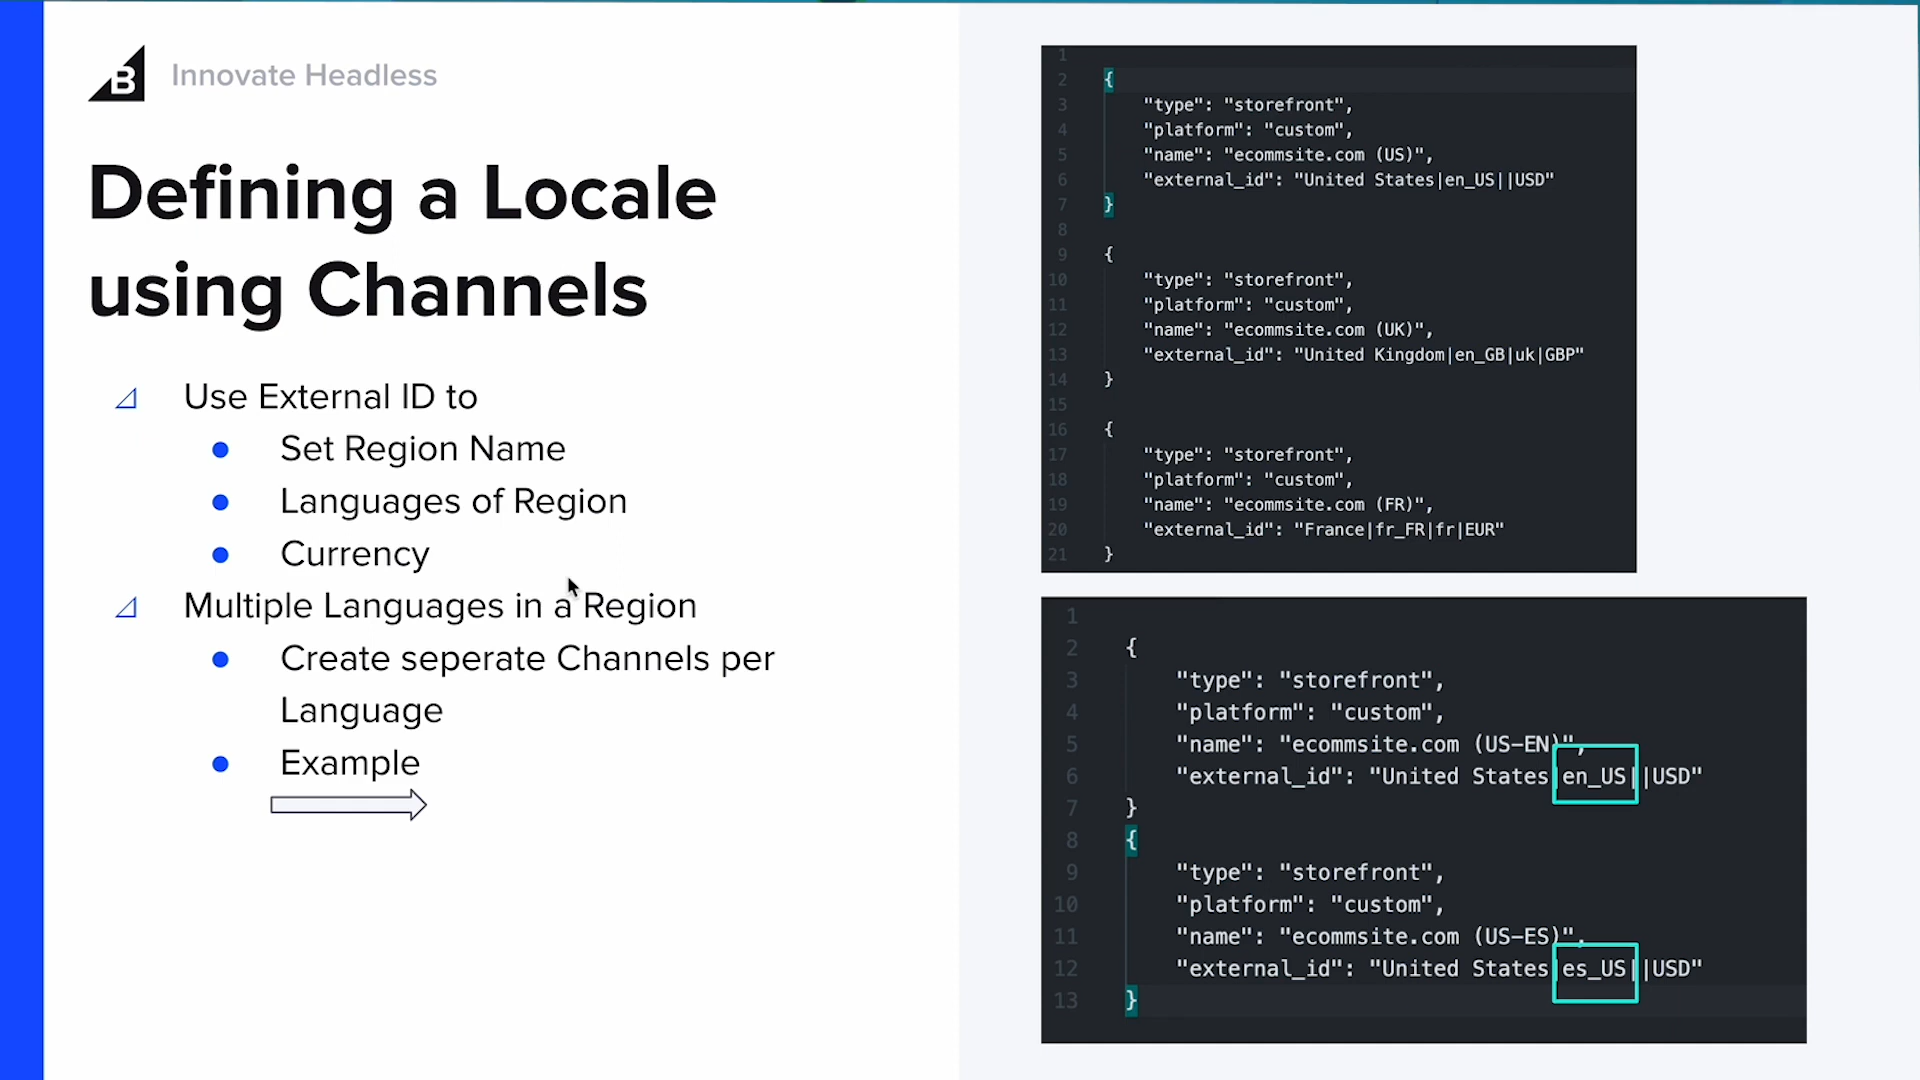 B
Innovate Headless
Defining a Locale
using Channels
Use External ID to
Set Region Name
Languages of Region
Currency
Multiple Languages in a Region
Create seperate Channels per
Language
Example
1
2 {
3 "type": "storefront",
4 "platform": "custom",
5 "name": "ecommsite.com (US)",
6 "external_id": "United States|en_US||USD"
7 }
8
9 {
10 "type": "storefront",
11 "platform": "custom",
12 "name": "ecommsite.com (UK)",
13 "external_id": "United Kingdom|en_GB|uk|GBP"
14 }
15
16 {
17 "type": "storefront",
18 "platform": "custom",
19 "name": "ecommsite.com (FR)",
20 "external_id": "France|fr_FR|fr|EUR"
21 }
1
2 {
3 "type": "storefront",
4 "platform": "custom",
5 "name": "ecommsite.com (US-EN)",
6 "external_id": "United States|en_US||USD"
7 }
8 {
9 "type": "storefront",
10 "platform": "custom",
11 "name": "ecommsite.com (US-ES)",
12 "external_id": "United States|es_US||USD"
13 }